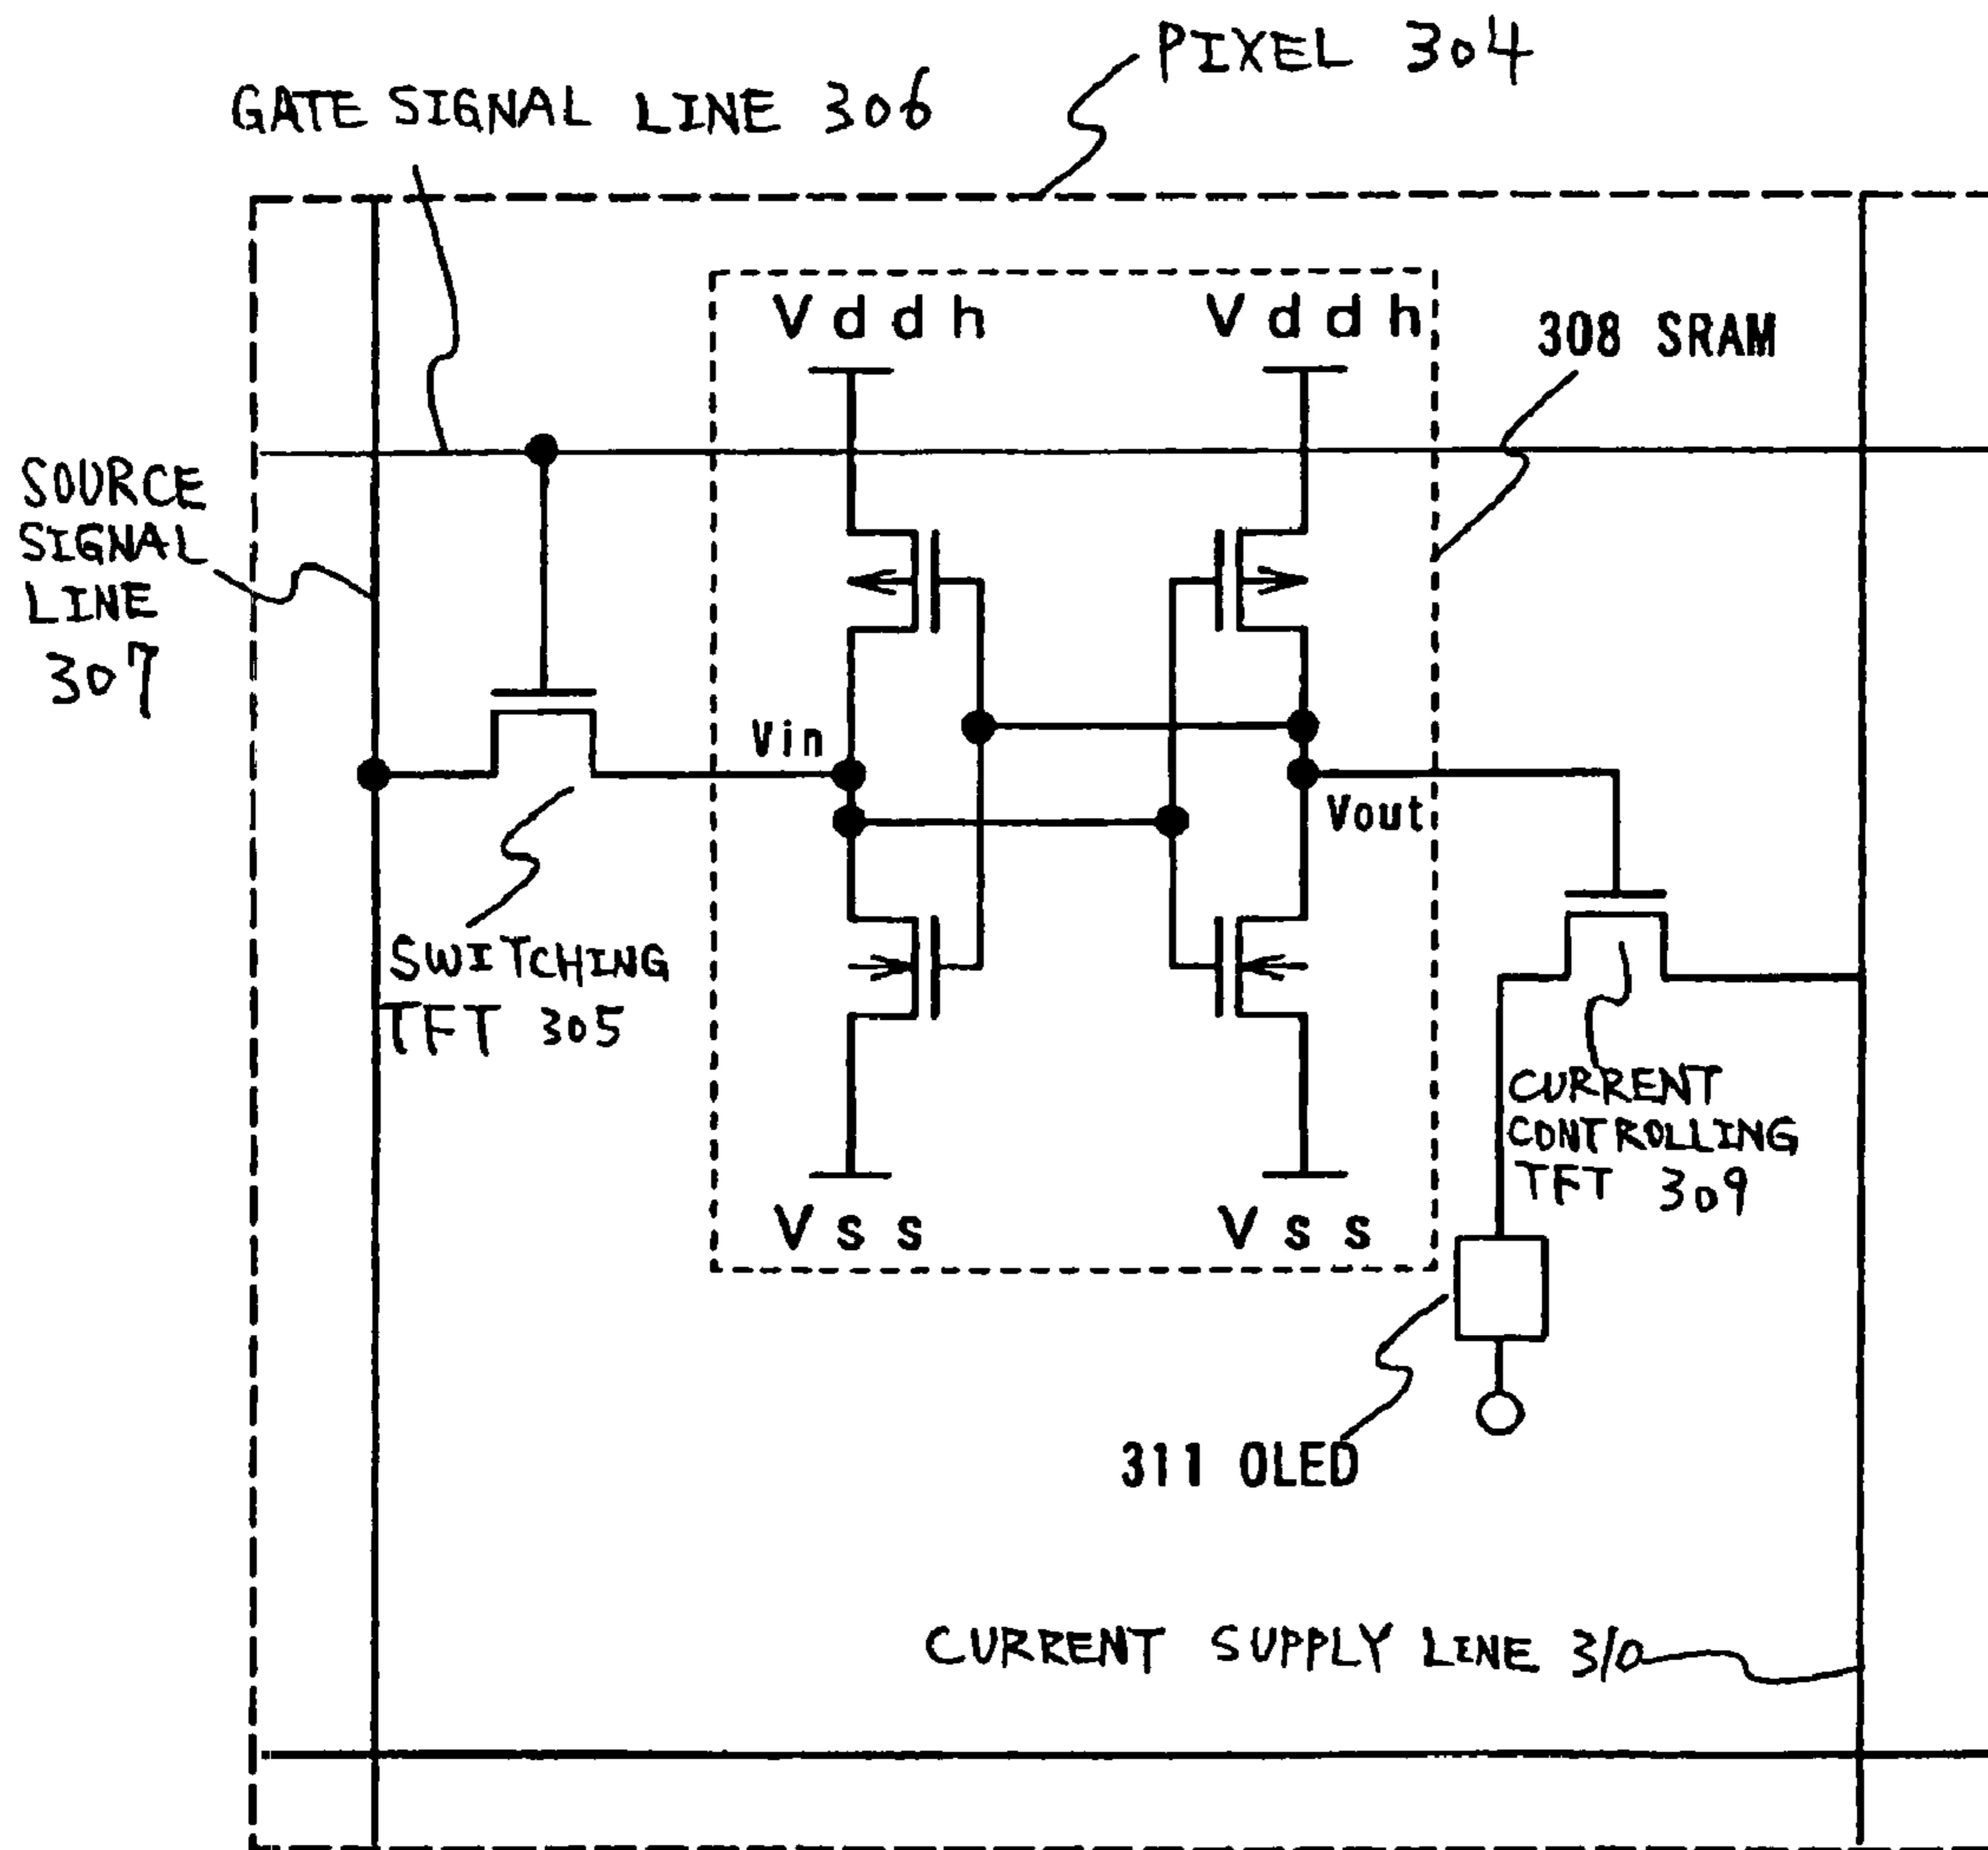 PIXEL 304
GATE SIGNAL LINE 306
Vddh
Vddh
308 SRAM
SOURCE
SIGNAL
LINE
307
Vin
Vout
SWITCHING
TFT 305
CURRENT
CONTROLLING
TFT 309
Vss
Vss
311 OLED
CURRENT SUPPLY LINE 310